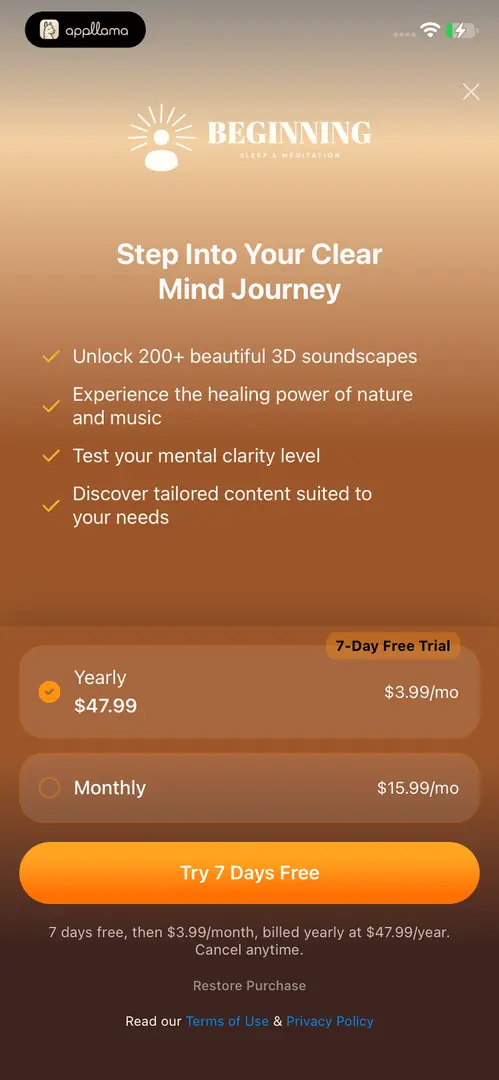 appllama
BEGINNING
SLEEP & MEDITATION
Step Into Your Clear
Mind Journey
Unlock 200+ beautiful 3D soundscapes
Experience the healing power of nature
and music
Test your mental clarity level
Discover tailored content suited to
your needs
7-Day Free Trial
Yearly
$47.99
$3.99/mo
Monthly
$15.99/mo
Try 7 Days Free
7 days free, then $3.99/month, billed yearly at $47.99/year.
Cancel anytime.
Restore Purchase
Read our Terms of Use & Privacy Policy